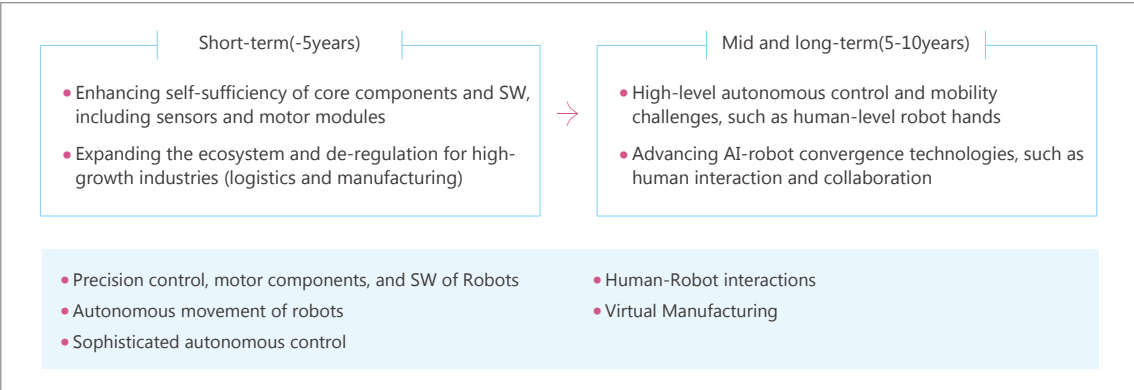 Short-term(-5years)
• Enhancing self-sufficiency of core components and SW,
including sensors and motor modules
• Expanding the ecosystem and de-regulation for high-
growth industries (logistics and manufacturing)
Mid and long-term(5-10years)
• High-level autonomous control and mobility
challenges, such as human-level robot hands
• Advancing AI-robot convergence technologies, such as
human interaction and collaboration
• Precision control, motor components, and SW of Robots
• Autonomous movement of robots
• Sophisticated autonomous control
• Human-Robot interactions
• Virtual Manufacturing